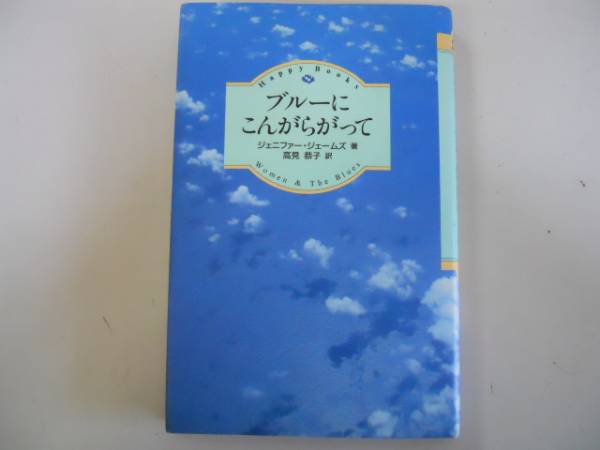 Happy Books
ブルーに
こんがらがって
ジェニファー・ジェームズ 著
高見 恭子 訳
Women & The Blues